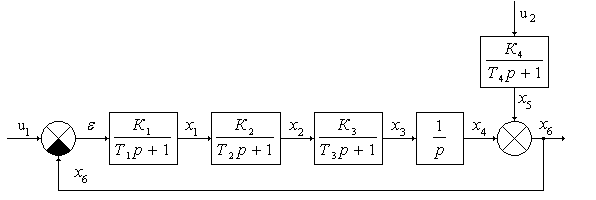 u2
K4
T4p+1
x5
u1 ε K1 x1 K2 x2 K3 x3 1 x4 x6
T1p+1 T2p+1 T3p+1 p
x6